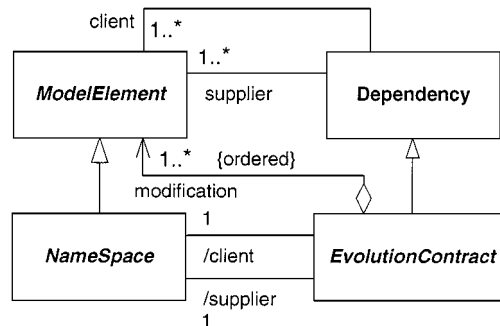 client
1..*
1..*
ModelElement
Dependency
supplier
1..*
{ordered}
modification
1
NameSpace
/client
EvolutionContract
/supplier
1